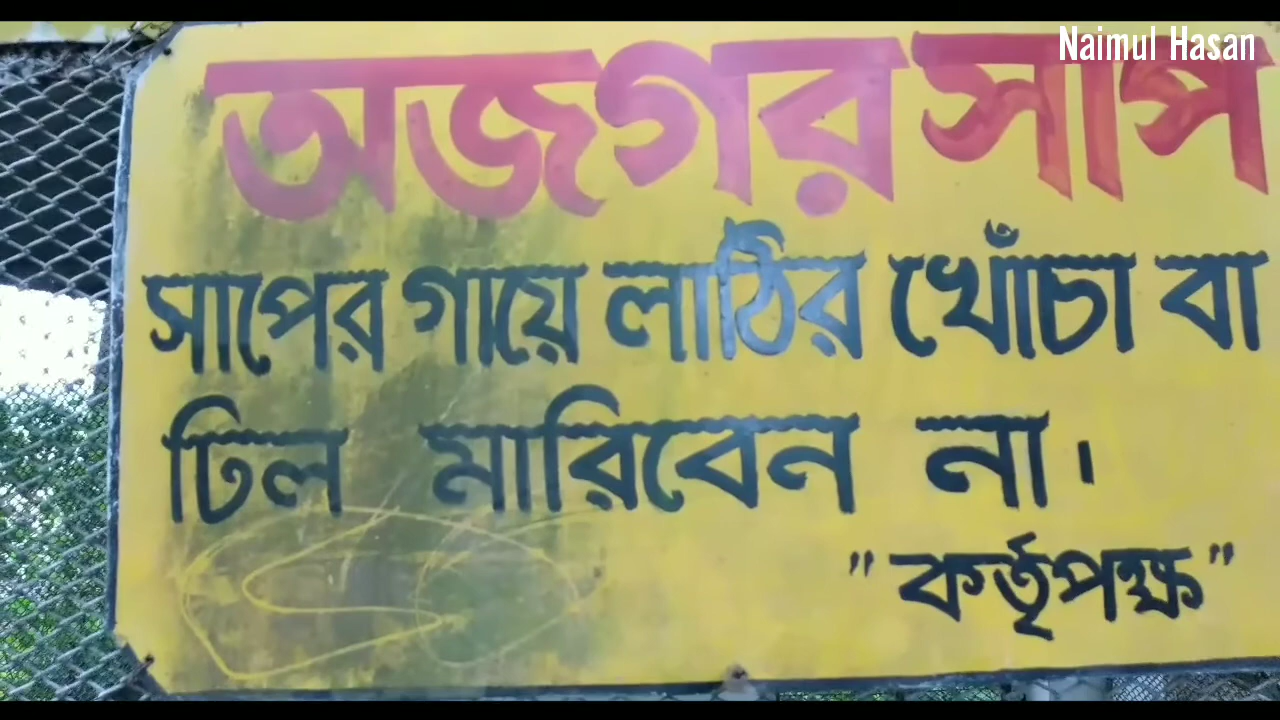 Naimul Hasan
অজগর সাপ
সাপের গায়ে লাঠির খোঁচা বা
ঢিল মারিবেন না।
"কর্তৃপক্ষ"